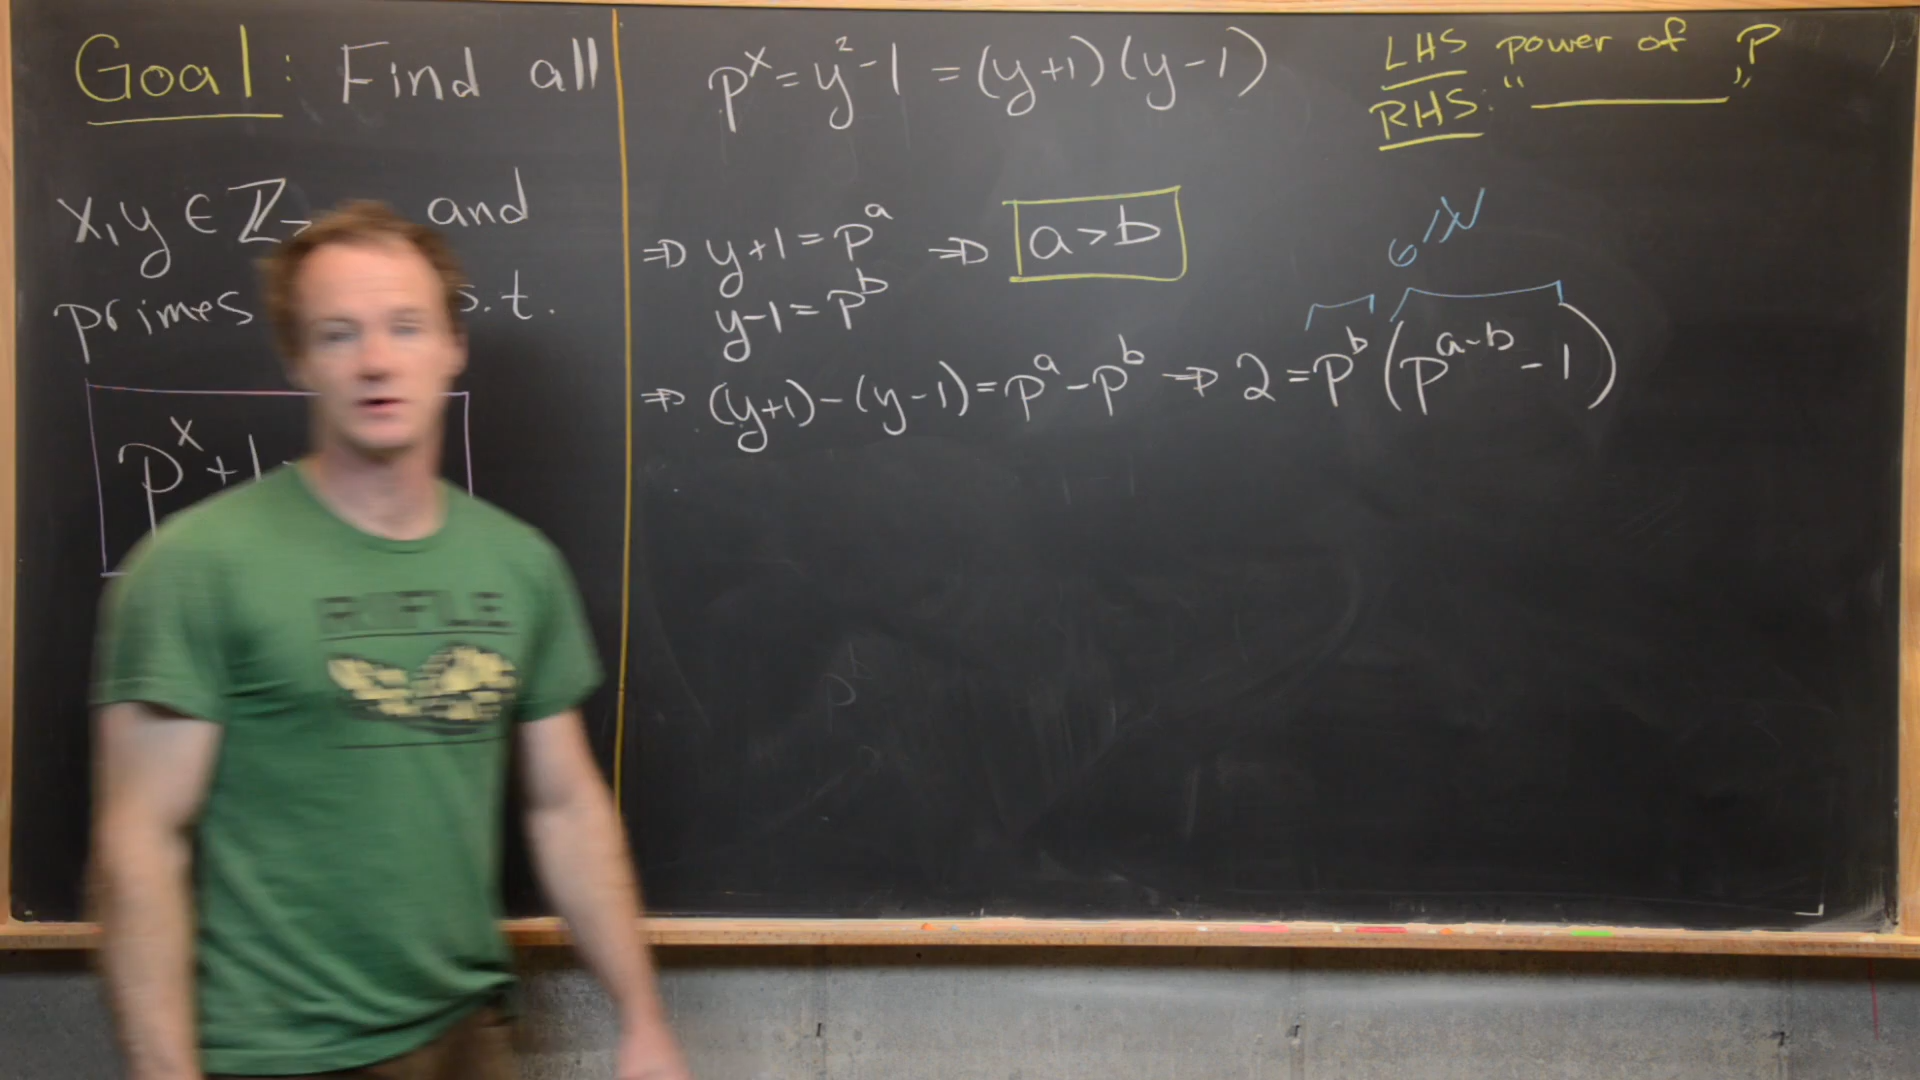 Goal: Find all
x, y ∈ ℤ and
primes s.t.
p^x + 1
p^x = y^2 - 1 = (y+1)(y-1)
LHS power of P
RHS: " ______ "
⇒ y+1 = p^a ⇒ a > b
y-1 = p^b
⇒ (y+1) - (y-1) = p^a - p^b ⇒ 2 = p^b (p^{a-b} - 1)
RIFLE